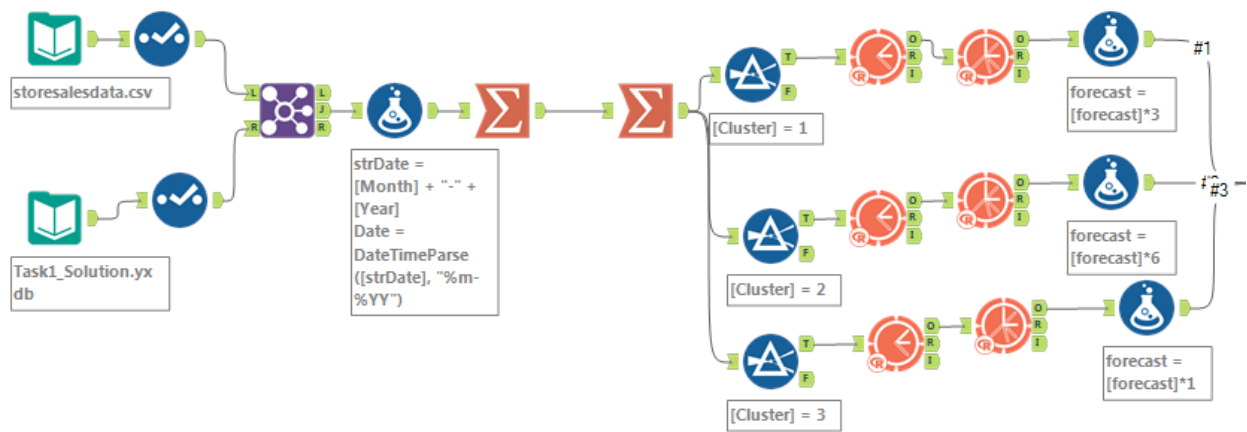 storesalesdata.csv
L
R
L
J
R
Task1_Solution.yx
db
strDate =
[Month] + "-" +
[Year]
Date =
DateTimeParse
([strDate], "%m-
%YY")
T
F
[Cluster] = 1
R
O
R
I
R
O
R
I
forecast =
[forecast]*3
#1
T
F
[Cluster] = 2
R
O
R
I
R
O
R
I
forecast =
[forecast]*6
#3
T
F
[Cluster] = 3
R
O
R
I
R
O
R
I
forecast =
[forecast]*1